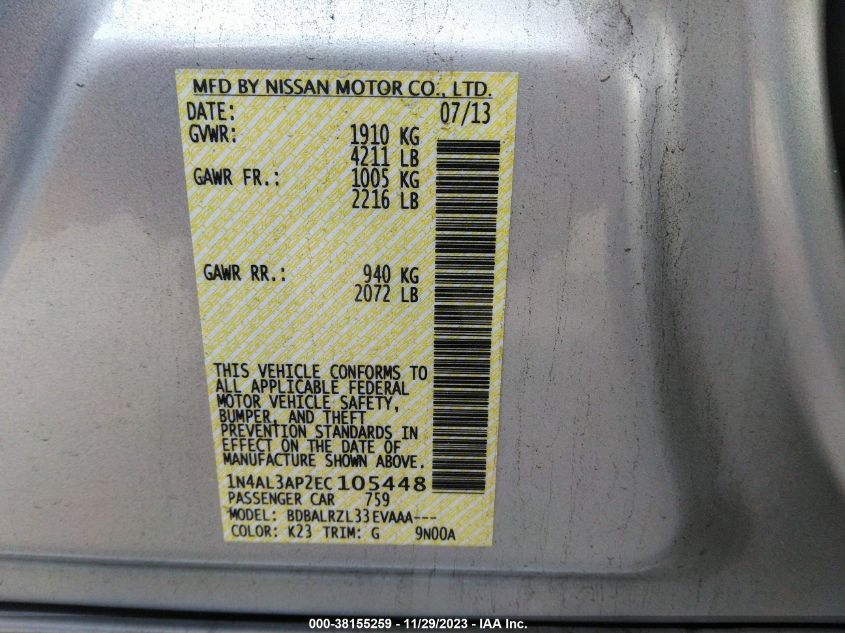 MFD BY NISSAN MOTOR CO., LTD.
DATE: 07/13
GVWR: 1910 KG
4211 LB
GAWR FR.: 1005 KG
2216 LB
GAWR RR.: 940 KG
2072 LB
THIS VEHICLE CONFORMS TO
ALL APPLICABLE FEDERAL
MOTOR VEHICLE SAFETY,
BUMPER, AND THEFT
PREVENTION STANDARDS IN
EFFECT ON THE DATE OF
MANUFACTURE SHOWN ABOVE.
1N4AL3AP2EC105448
PASSENGER CAR 759
MODEL: BDBALRZL33EVAAA---
COLOR: K23 TRIM: G 9N00A
000-38155259 - 11/29/2023 - IAA Inc.